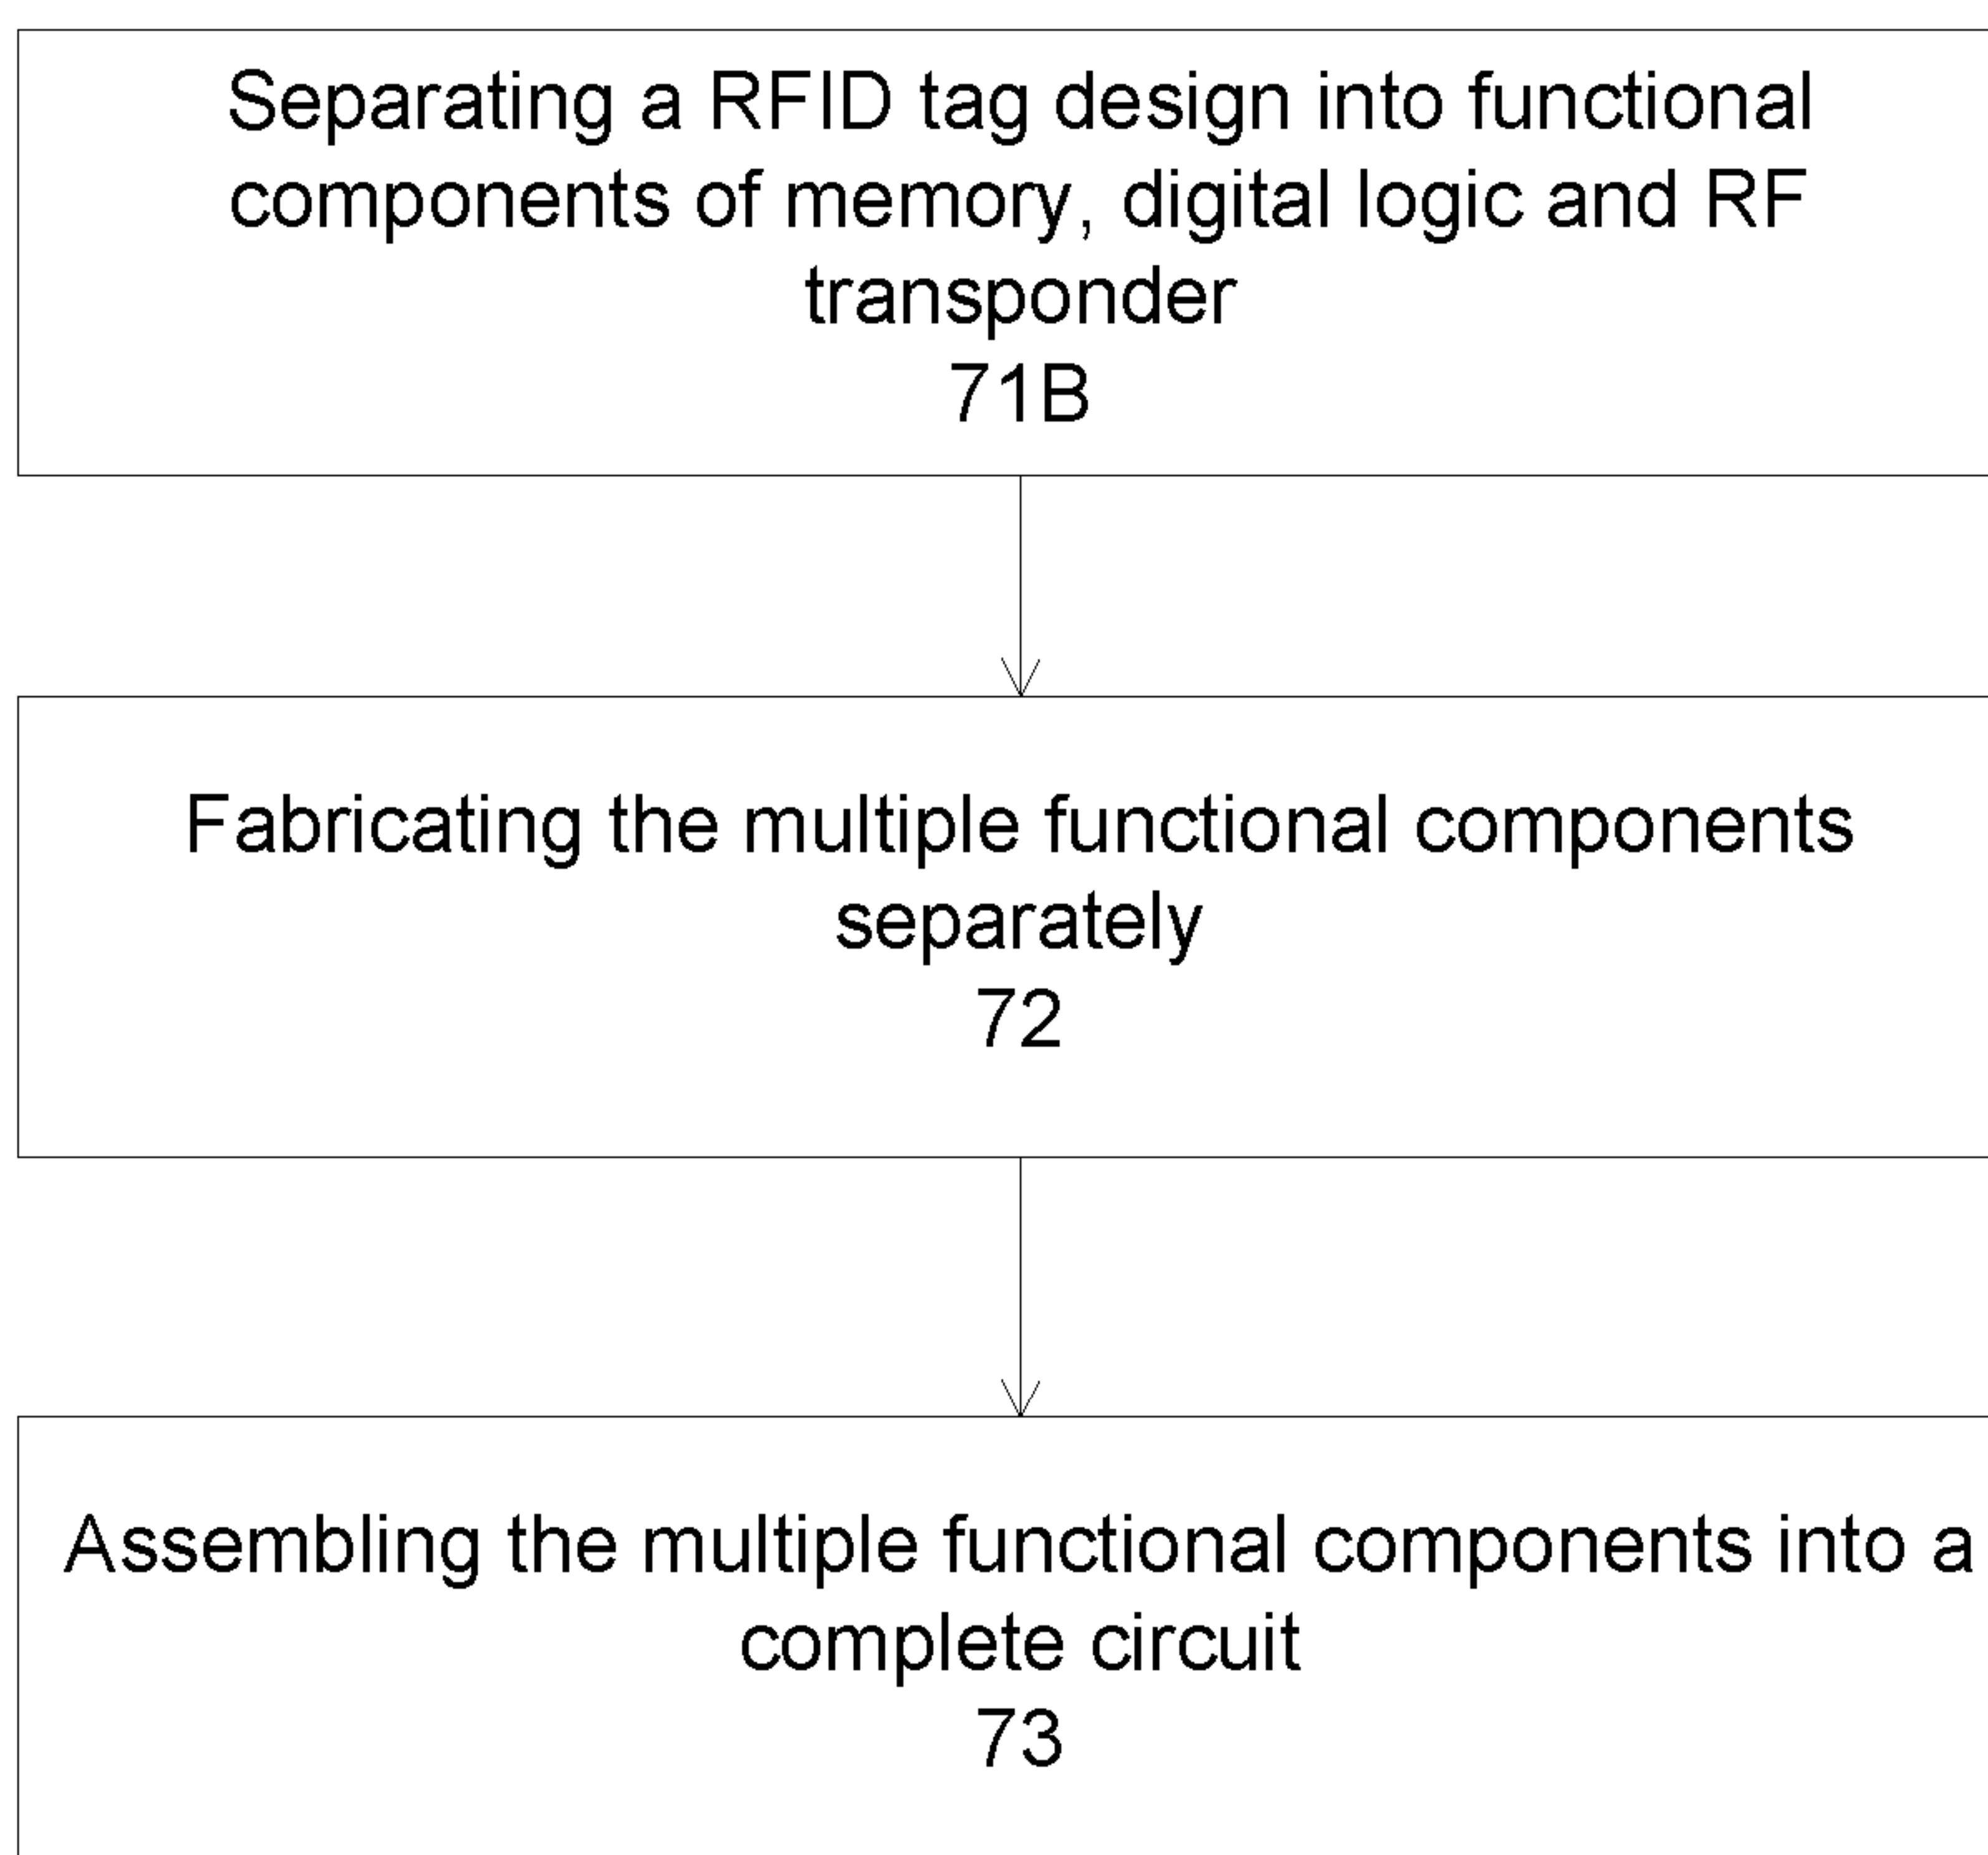 Separating a RFID tag design into functional
components of memory, digital logic and RF
transponder
71B
Fabricating the multiple functional components
separately
72
Assembling the multiple functional components into a
complete circuit
73